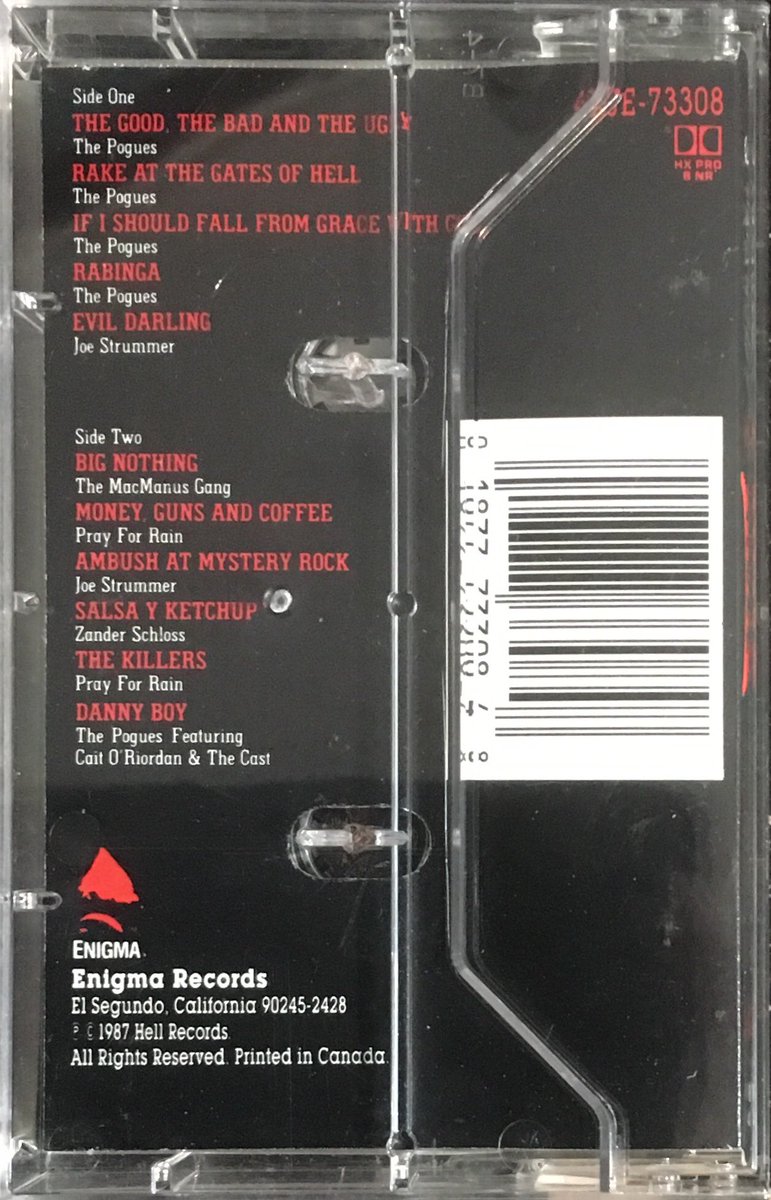 Side One
THE GOOD, THE BAD AND THE UGLY
The Pogues
RAKE AT THE GATES OF HELL
The Pogues
IF I SHOULD FALL FROM GRACE WITH
The Pogues
RABINGA
The Pogues
EVIL DARLING
Joe Strummer
Side Two
BIG NOTHING
The MacManus Gang
MONEY, GUNS AND COFFEE
Pray For Rain
AMBUSH AT MYSTERY ROCK
Joe Strummer
SALSA Y KETCHUP
Zander Schloss
THE KILLERS
Pray For Rain
DANNY BOY
The Pogues Featuring
Cait O'Riordan & The Cast
ENIGMA
Enigma Records
El Segundo, California 90245-2428
℗ © 1987 Hell Records
All Rights Reserved. Printed in Canada.
HX PRO
B NR